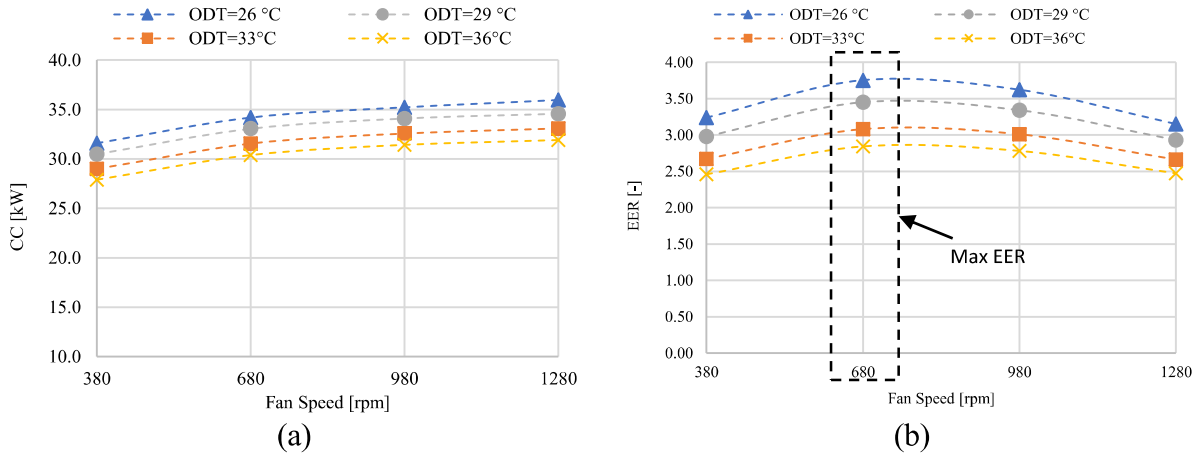 ODT=26 °C
ODT=29 °C
ODT=33°C
ODT=36°C
40.0
35.0
30.0
25.0
20.0
15.0
10.0
CC [kW]
380
680
980
1280
Fan Speed [rpm]
(a)
ODT=26 °C
ODT=29 °C
ODT=33°C
ODT=36°C
4.00
3.50
3.00
2.50
2.00
1.50
1.00
0.50
0.00
EER [-]
Max EER
380
680
980
1280
Fan Speed [rpm]
(b)